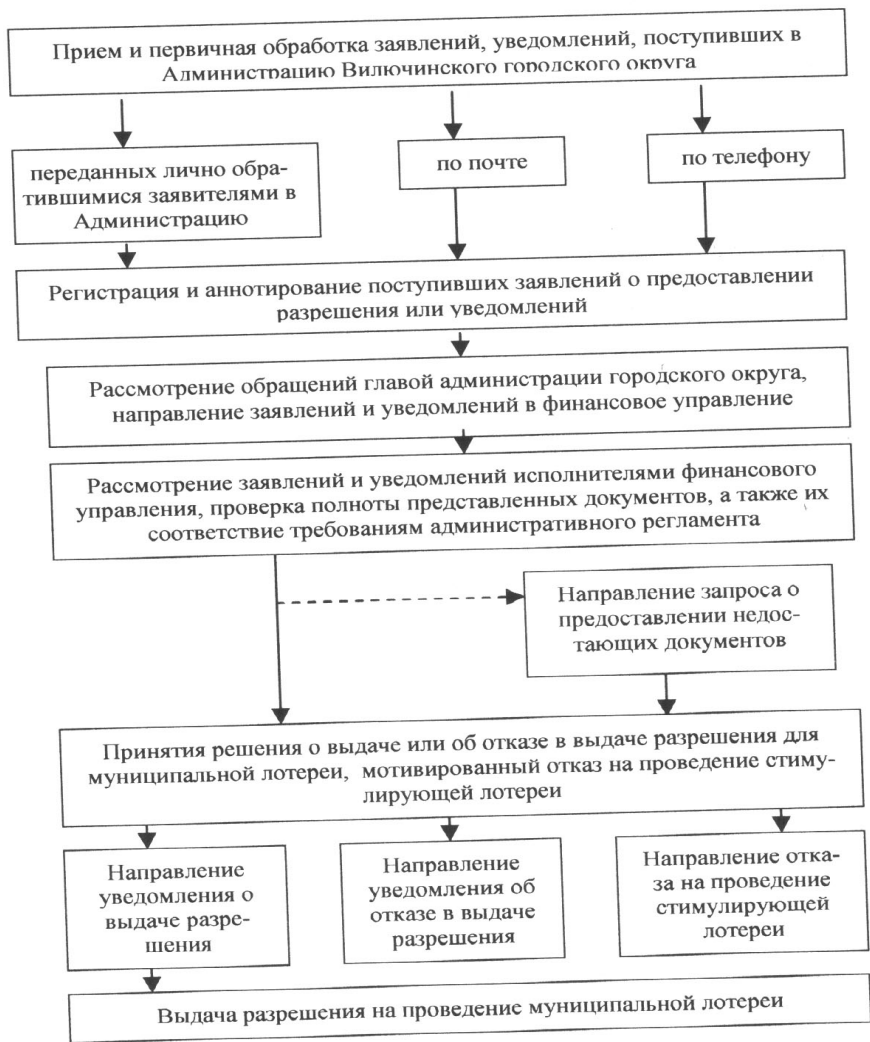 Прием и первичная обработка заявлений, уведомлений, поступивших в
Администрацию Вилючинского городского округа
переданных лично обра-
тившимися заявителями в
Администрацию
по почте
по телефону
Регистрация и аннотирование поступивших заявлений о предоставлении
разрешения или уведомлений
Рассмотрение обращений главой администрации городского округа,
направление заявлений и уведомлений в финансовое управление
Рассмотрение заявлений и уведомлений исполнителями финансового
управления, проверка полноты представленных документов, а также их
соответствие требованиям административного регламента
Направление запроса о
предоставлении недос-
тающих документов
Принятия решения о выдаче или об отказе в выдаче разрешения для
муниципальной лотереи, мотивированный отказ на проведение стиму-
лирующей лотереи
Направление
уведомления о
выдаче разре-
шения
Направление
уведомления об
отказе в выдаче
разрешения
Направление отка-
за на проведение
стимулирующей
лотереи
Выдача разрешения на проведение муниципальной лотереи